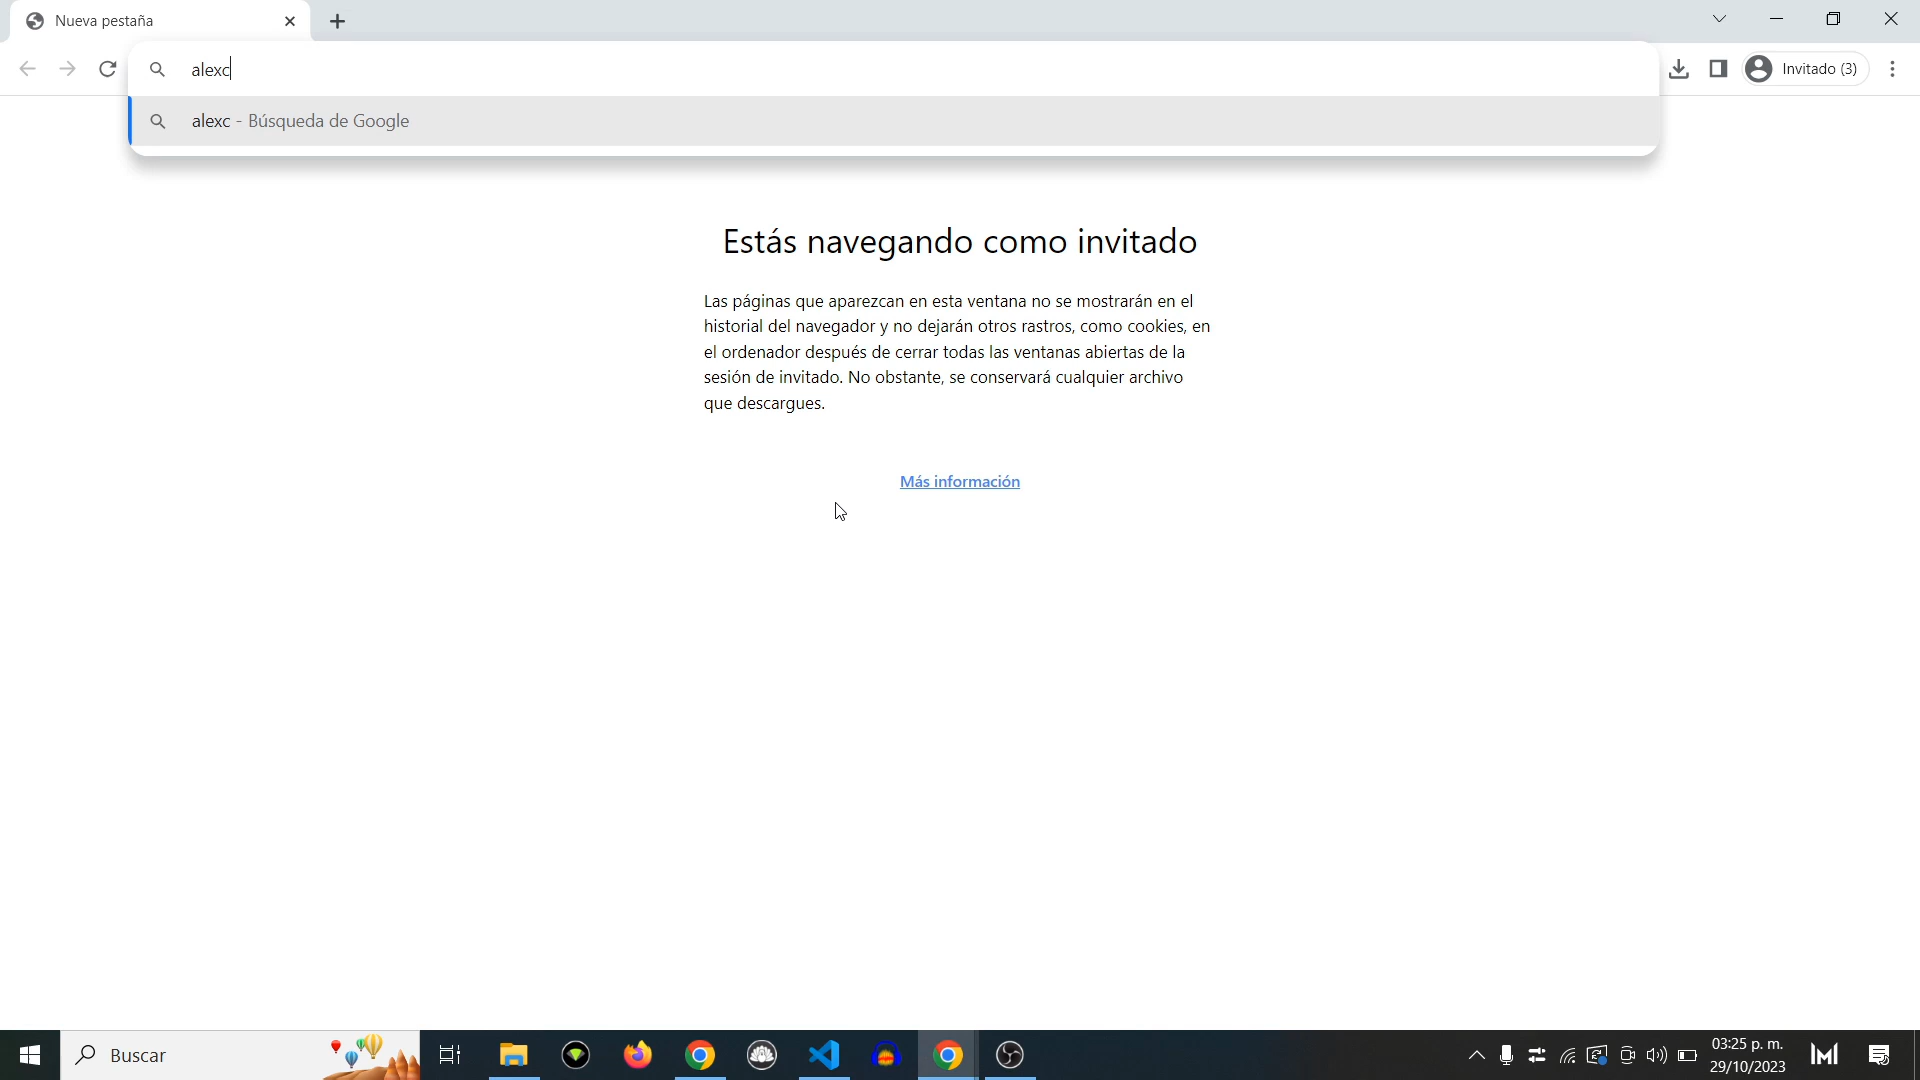 Nueva pestaña
alexc
Invitado (3)
alexc - Búsqueda de Google
Estás navegando como invitado
Las páginas que aparezcan en esta ventana no se mostrarán en el
historial del navegador y no dejarán otros rastros, como cookies, en
el ordenador después de cerrar todas las ventanas abiertas de la
sesión de invitado. No obstante, se conservará cualquier archivo
que descargues.
Más información
Buscar
03:25 p. m.
29/10/2023